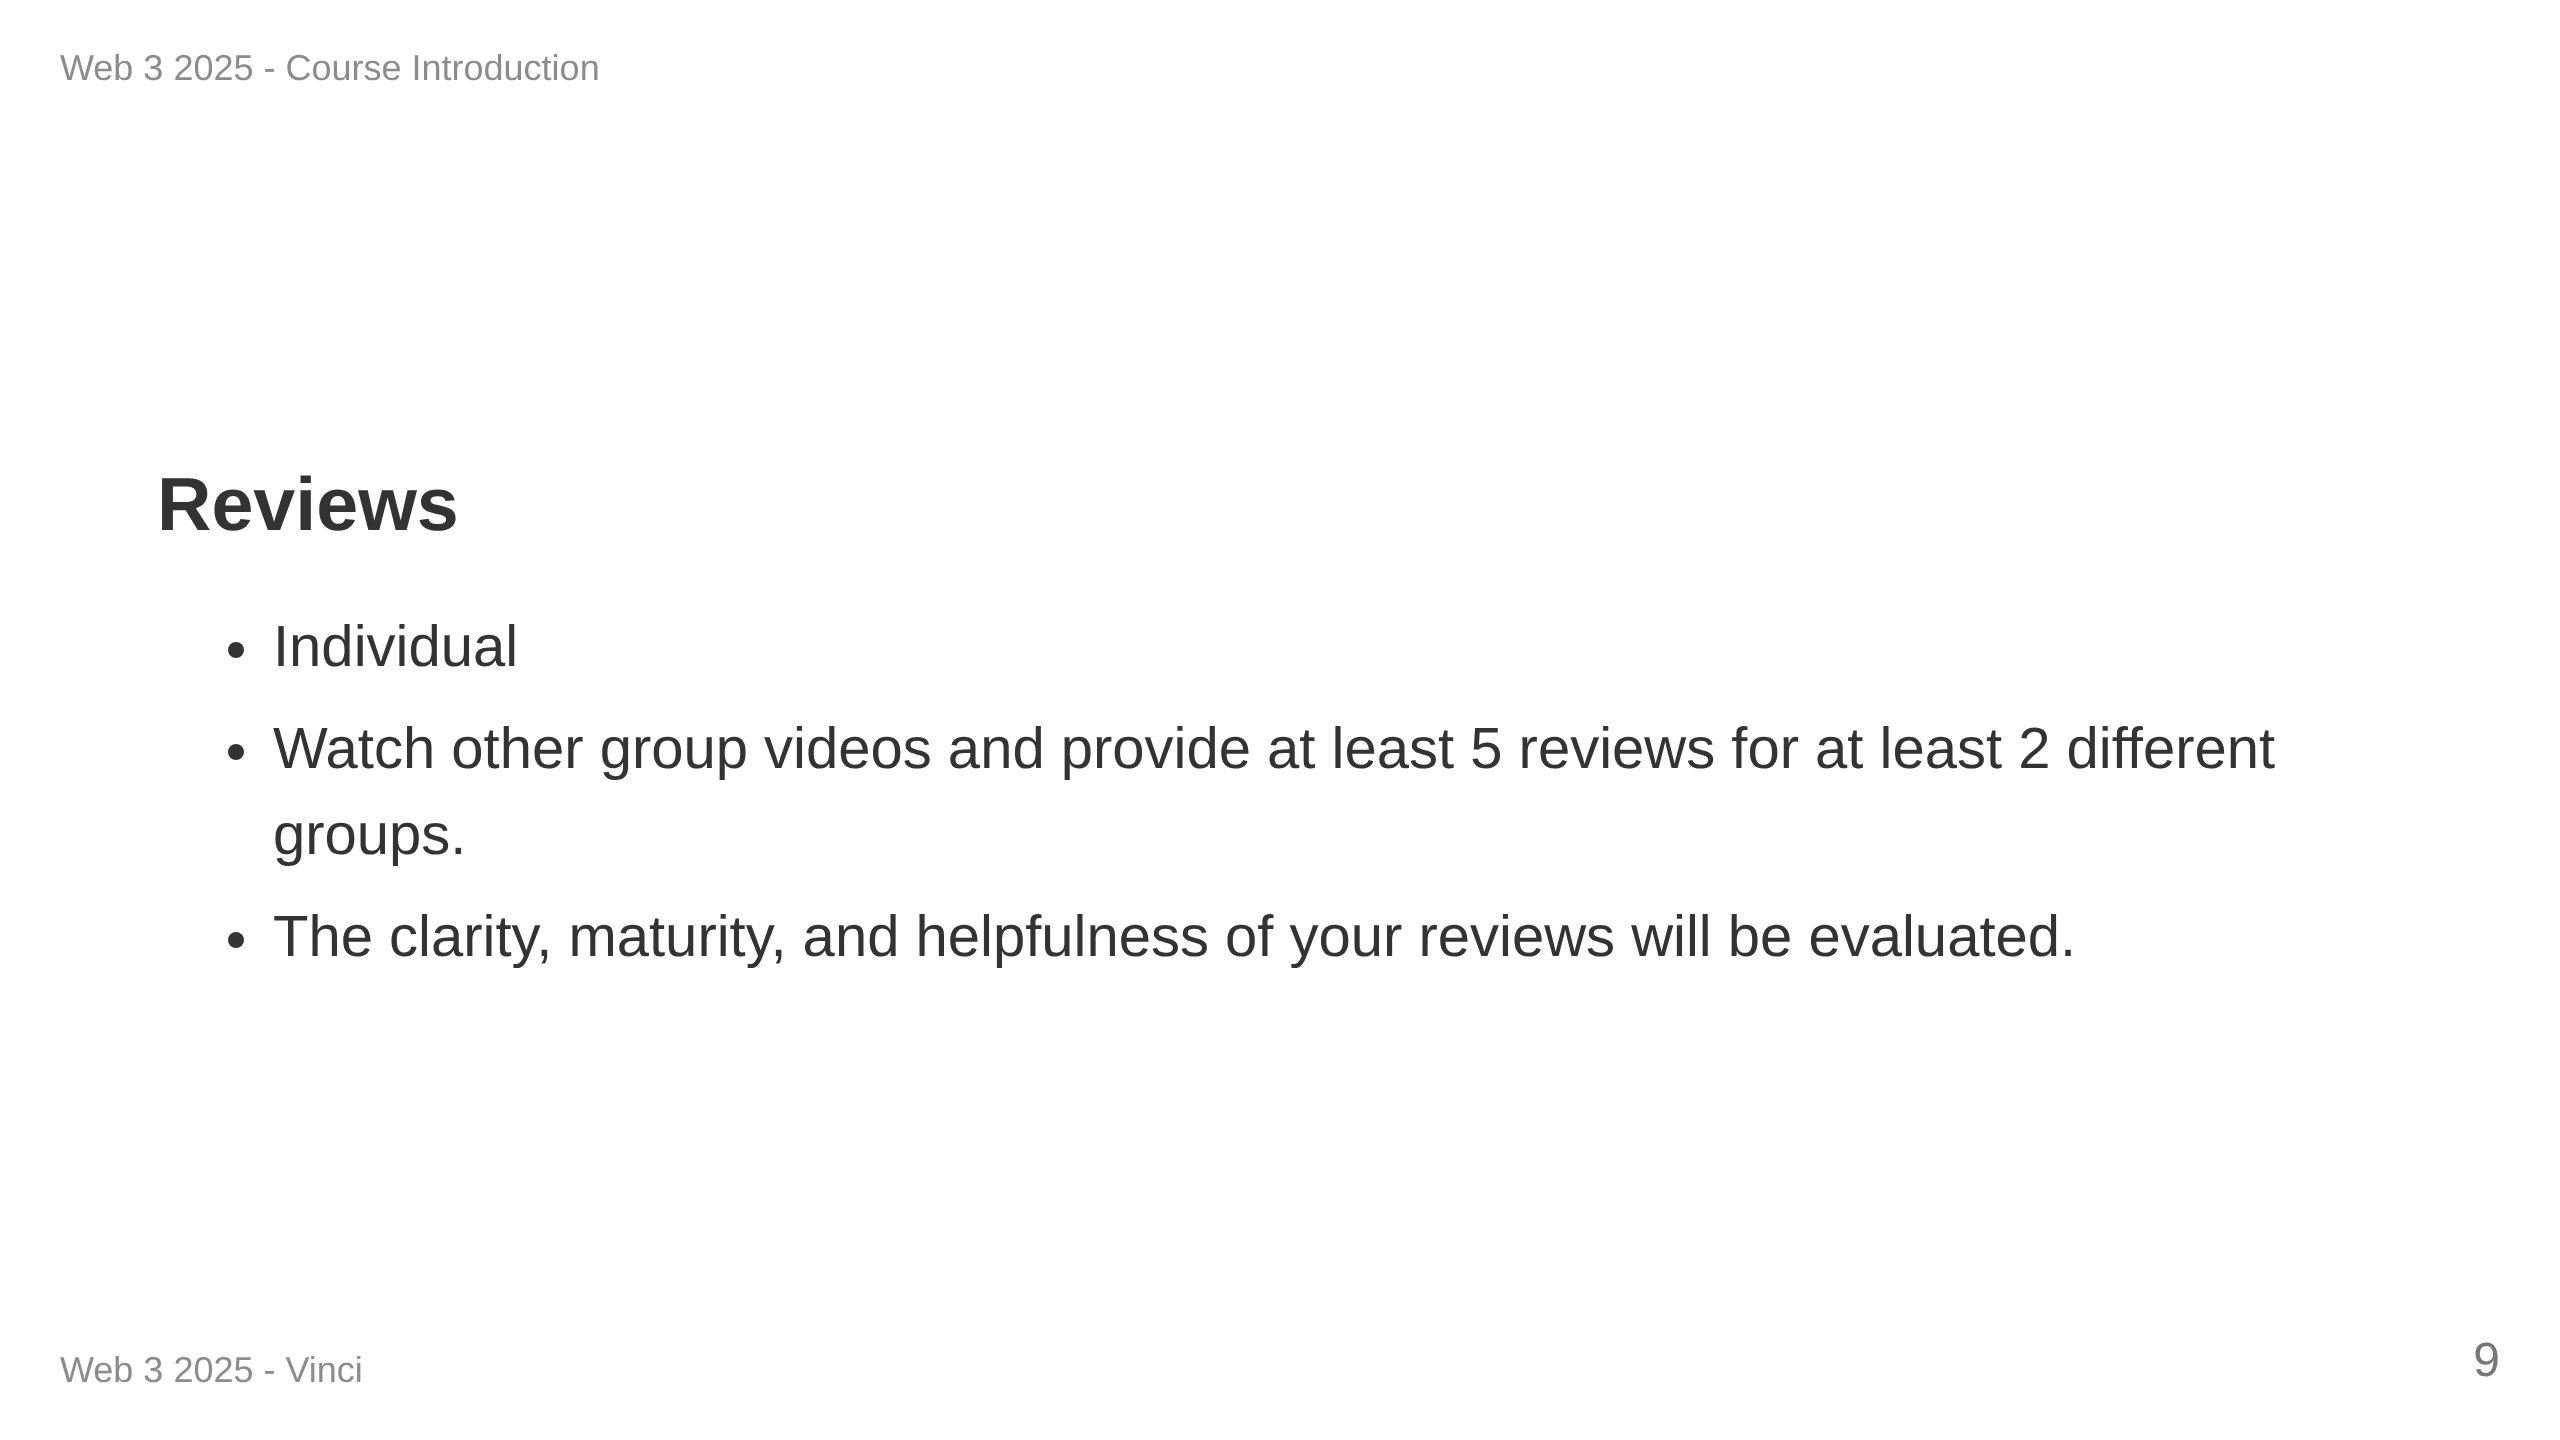 Web 3 2025 - Course Introduction
Reviews
• Individual
• Watch other group videos and provide at least 5 reviews for at least 2 different
groups.
• The clarity, maturity, and helpfulness of your reviews will be evaluated.
Web 3 2025 - Vinci
9